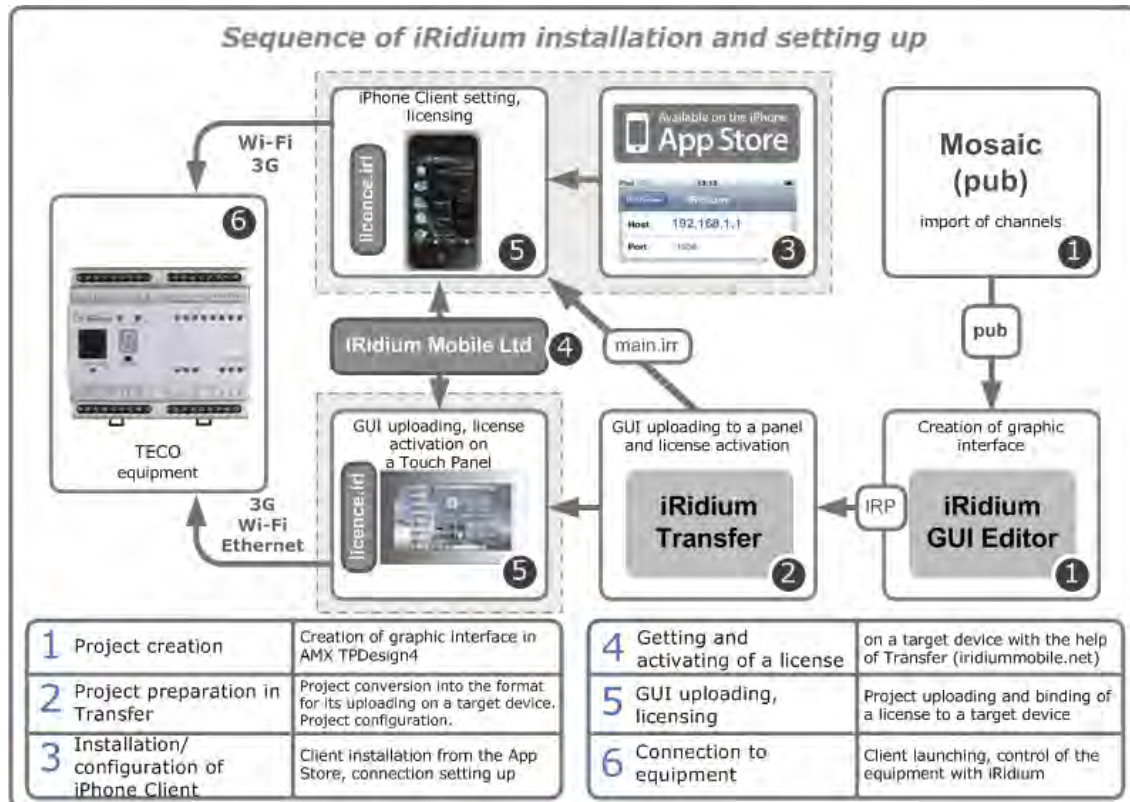 Sequence of iRidium installation and setting up
iPhone Client setting,
licensing
licence.irl
5
Available on the iPhone
App Store
iRidium
Host 192.168.1.1
Port
3
Mosaic
(pub)
import of channels
1
Wi-Fi
3G
6
TECO
equipment
IRidium Mobile Ltd
4
main.irr
pub
3G
Wi-Fi
Ethernet
GUI uploading, license
activation on
a Touch Panel
licence.irl
5
GUI uploading to a panel
and license activation
iRidium
Transfer
2
IRP
Creation of graphic
interface
iRidium
GUI Editor
1
1 Project creation
Creation of graphic interface in
AMX TPDesign4
2 Project preparation in
Transfer
Project conversion into the format
for its uploading on a target device.
Project configuration.
3 Installation/
configuration of
iPhone Client
Client installation from the App
Store, connection setting up
4 Getting and
activating of a license
on a target device with the help
of Transfer (iridiummobile.net)
5 GUI uploading,
licensing
Project uploading and binding of
a license to a target device
6 Connection to
equipment
Client launching, control of the
equipment with iRidium